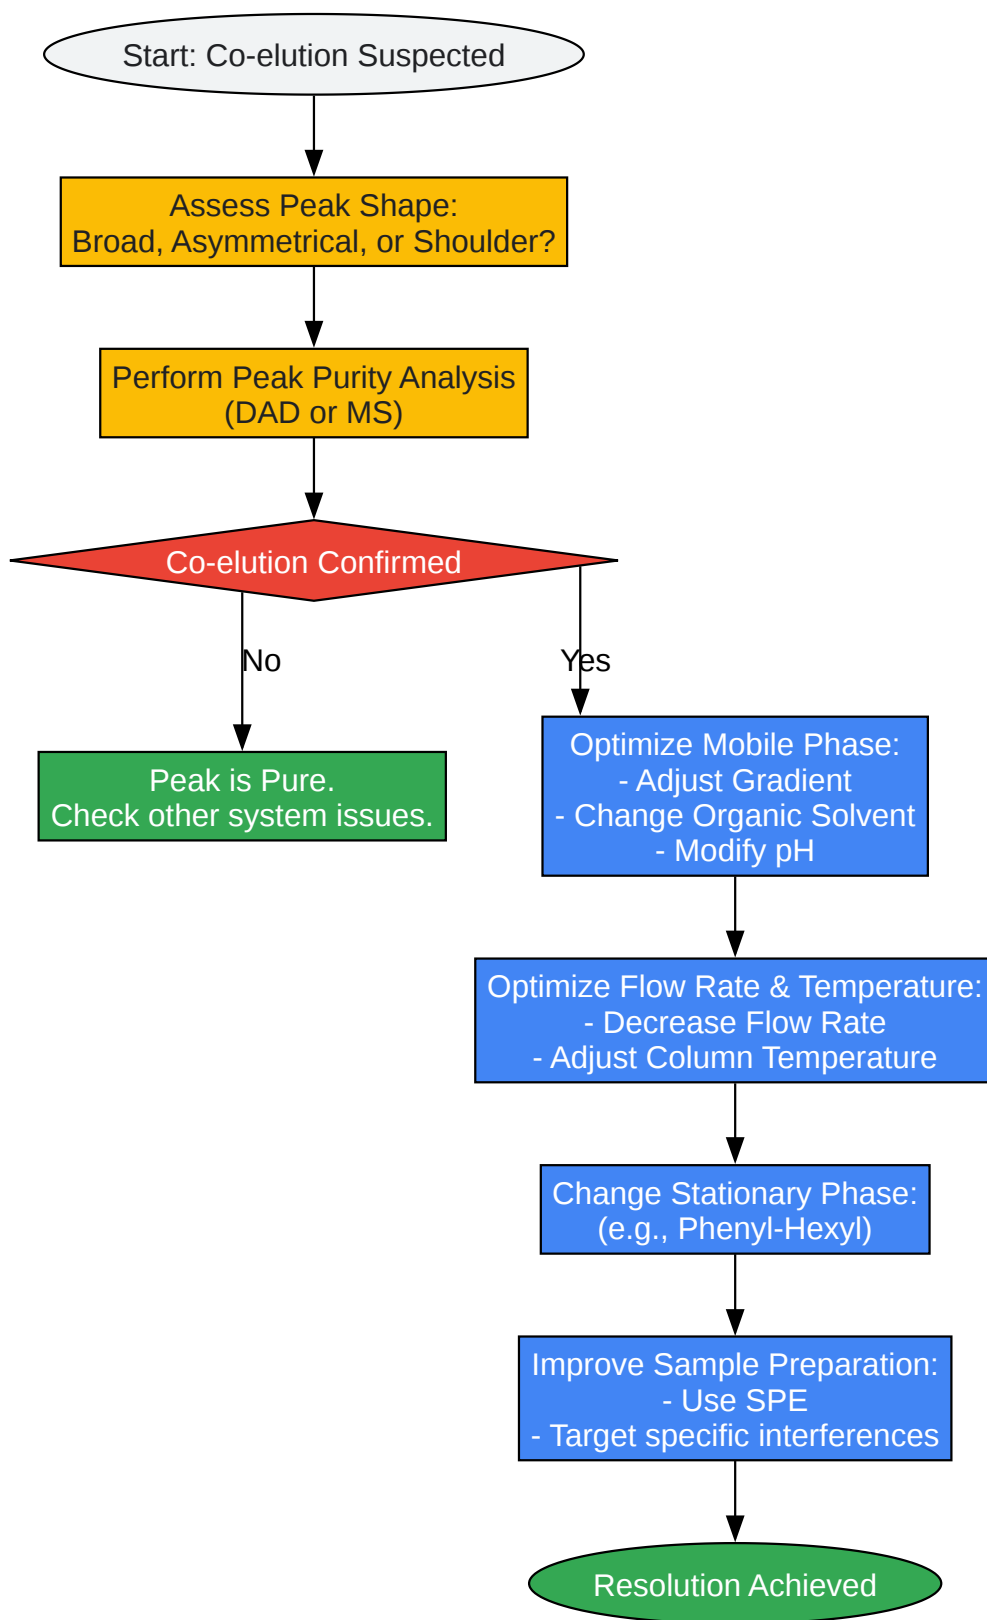 Start: Co-elution Suspected
Assess Peak Shape:
Broad, Asymmetrical, or Shoulder?
Perform Peak Purity Analysis
(DAD or MS)
Co-elution Confirmed
No
Yes
Peak is Pure.
Check other system issues.
Optimize Mobile Phase:
- Adjust Gradient
- Change Organic Solvent
- Modify pH
Optimize Flow Rate & Temperature:
- Decrease Flow Rate
- Adjust Column Temperature
Change Stationary Phase:
(e.g., Phenyl-Hexyl)
Improve Sample Preparation:
- Use SPE
- Target specific interferences
Resolution Achieved